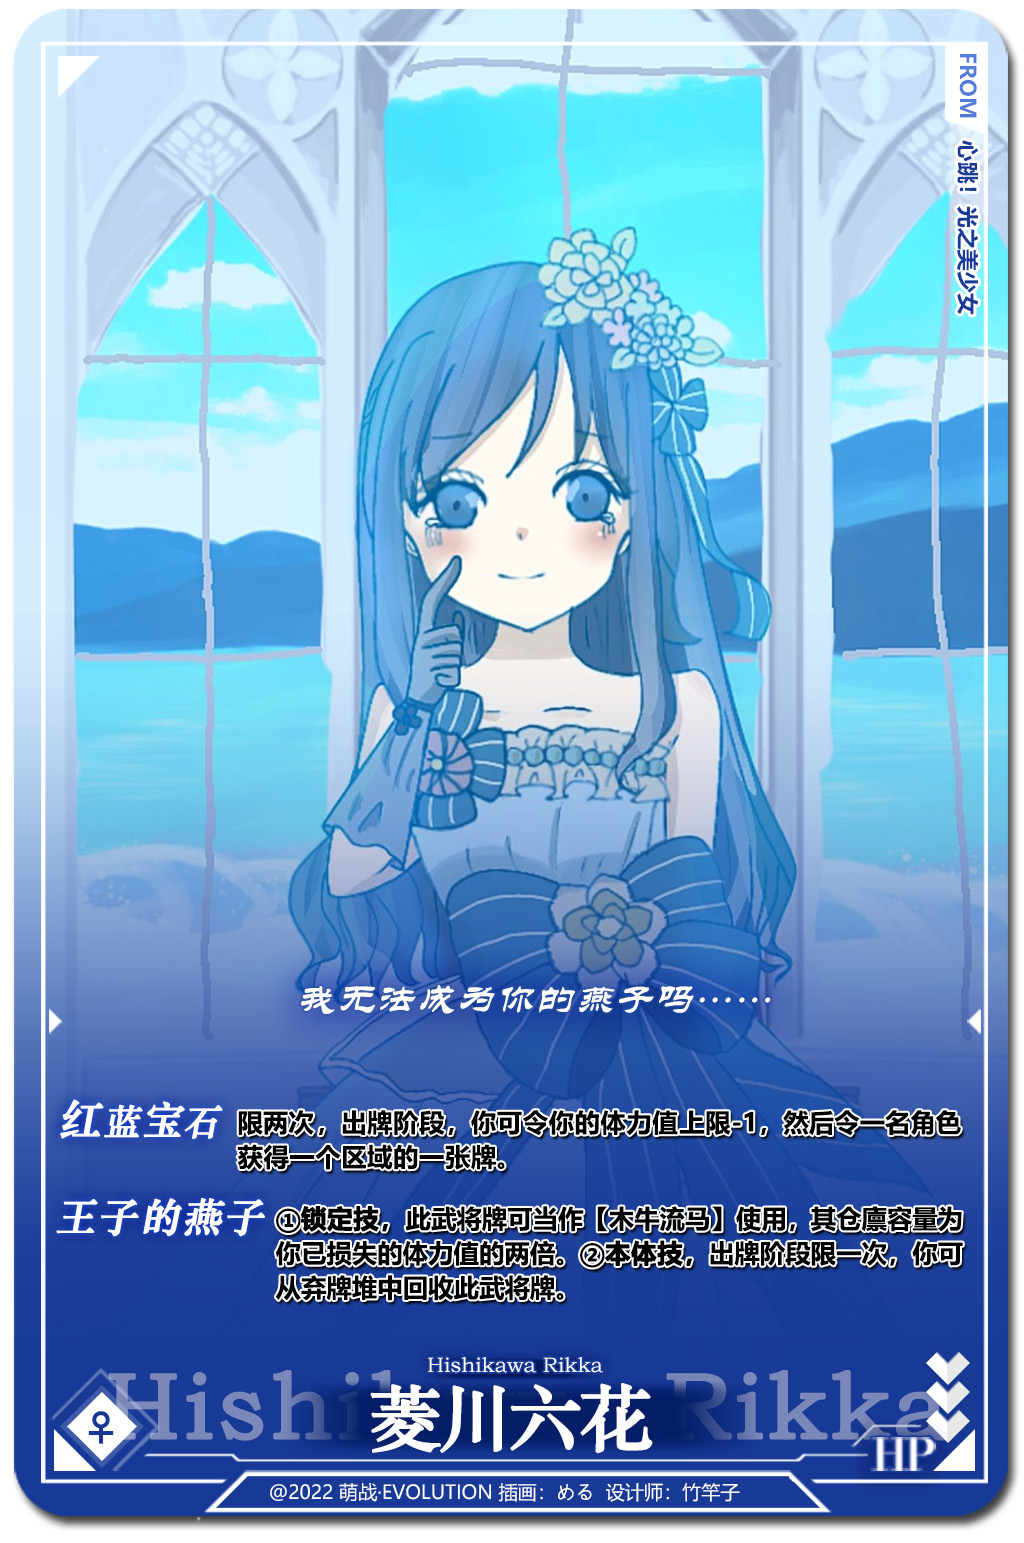 FROM 心跳！光之美少女
我无法成为你的燕子吗……
红蓝宝石
限两次，出牌阶段，你可令你的体力值上限-1，然后令一名角色
获得一个区域的一张牌。
王子的燕子
①锁定技，此武将牌可当作【木牛流马】使用，其仓廪容量为
你已损失的体力值的两倍。②本体技，出牌阶段限一次，你可
从弃牌堆中回收此武将牌。
Hishikawa Rikka
Hishi Rikka
菱川六花
♀
HP
@2022 萌战·EVOLUTION 插画：める 设计师：竹竿子